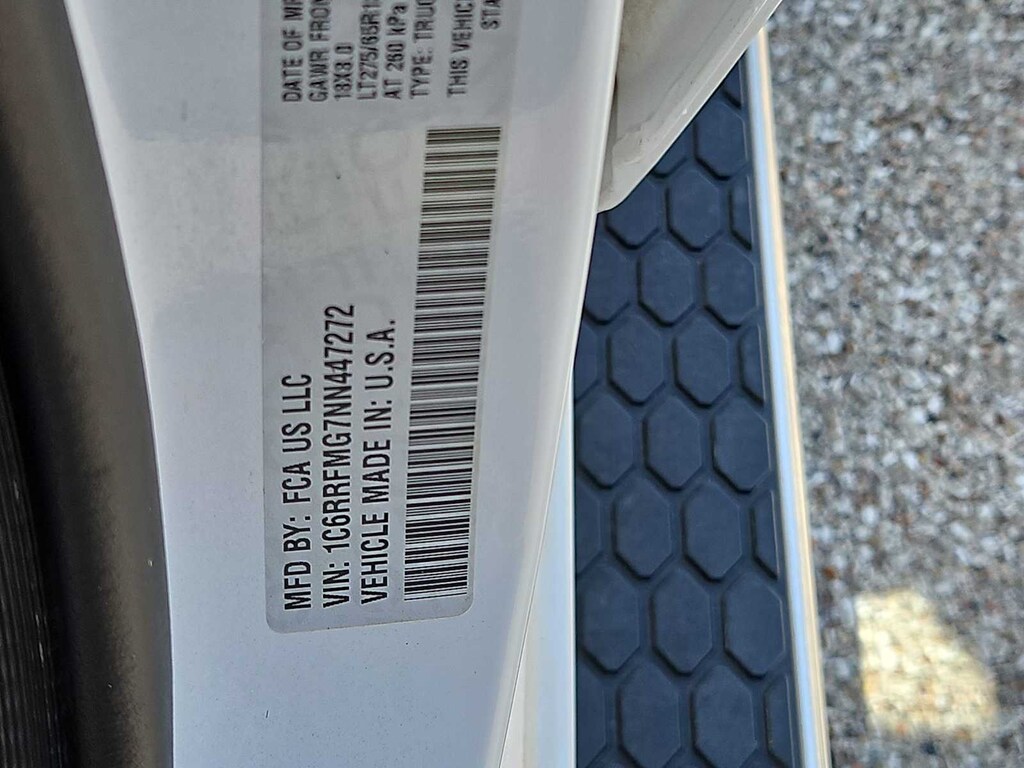 MFD BY: FCA US LLC
VIN: 1C6RRFMG7NN447272
VEHICLE MADE IN: U.S.A.
DATE OF
GAWR FRON
18X8.0
LT275/65R1
AT 260 kPa
TYPE: TRUC
THIS VEHIC
STA